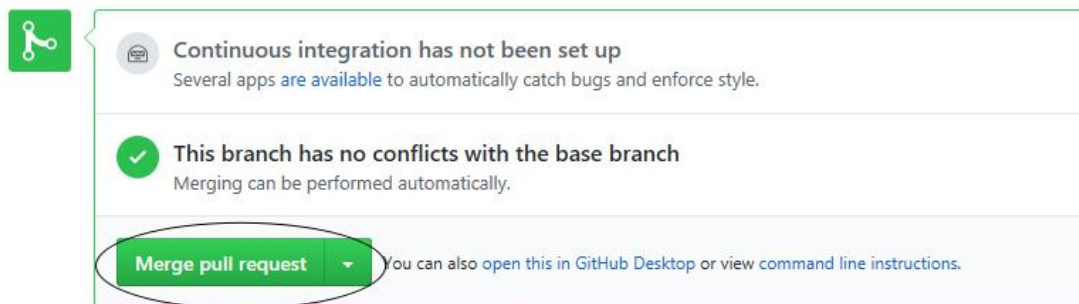 Continuous integration has not been set up
Several apps are available to automatically catch bugs and enforce style.
This branch has no conflicts with the base branch
Merging can be performed automatically.
Merge pull request You can also open this in GitHub Desktop or view command line instructions.